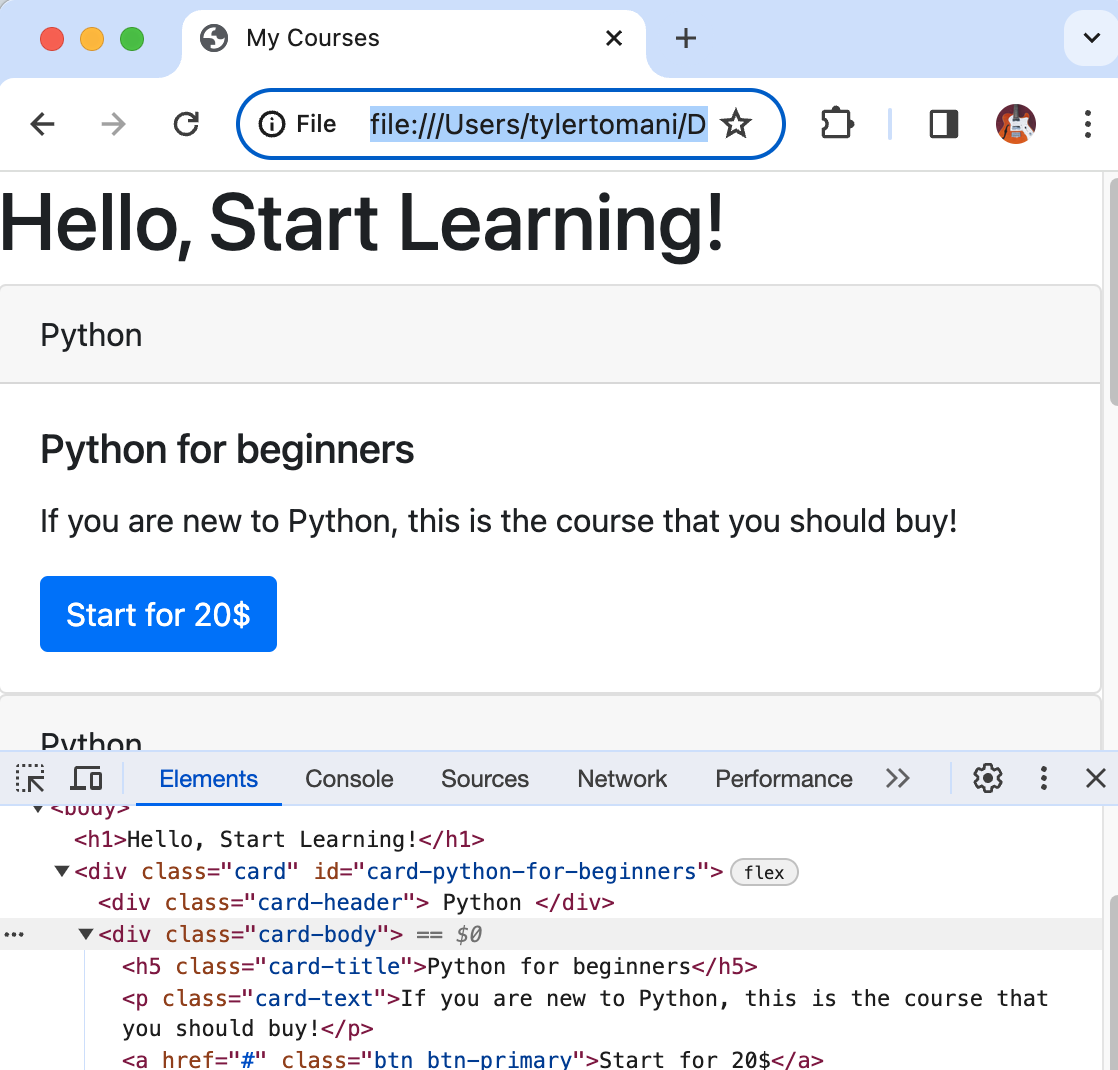 My Courses
File file:///Users/tylertomani/D
Hello, Start Learning!
Python
Python for beginners
If you are new to Python, this is the course that you should buy!
Start for 20$
Python
Elements Console Sources Network Performance
<body>
<h1>Hello, Start Learning!</h1>
<div class="card" id="card-python-for-beginners"> flex
<div class="card-header"> Python </div>
<div class="card-body"> == $0
<h5 class="card-title">Python for beginners</h5>
<p class="card-text">If you are new to Python, this is the course that
you should buy!</p>
<a href="#" class="btn btn-primary">Start for 20$</a>